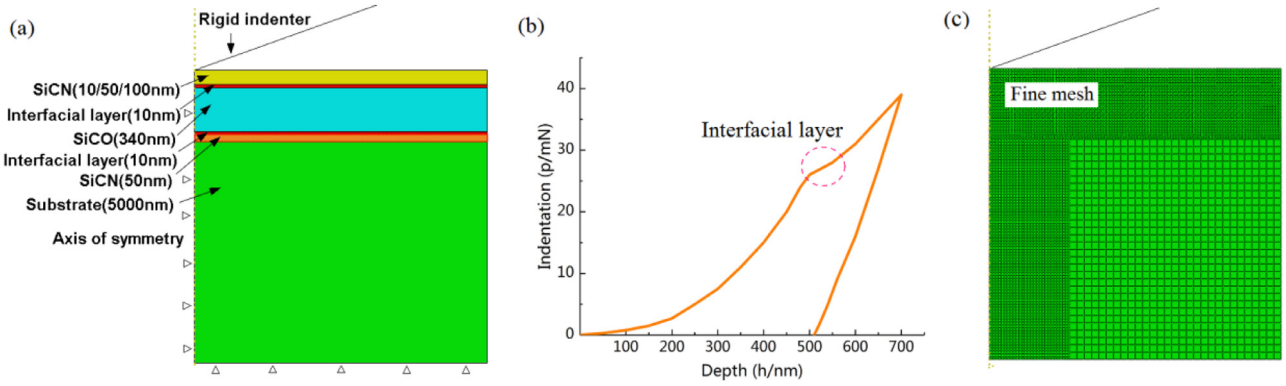 (a)
Rigid indenter
SiCN(10/50/100nm)
Interfacial layer(10nm)
SiCO(340nm)
Interfacial layer(10nm)
SiCN(50nm)
Substrate(5000nm)
Axis of symmetry
(b)
Indentation (p/mN)
40
30
20
10
0
Interfacial layer
100 200 300 400 500 600 700
Depth (h/nm)
(c)
Fine mesh